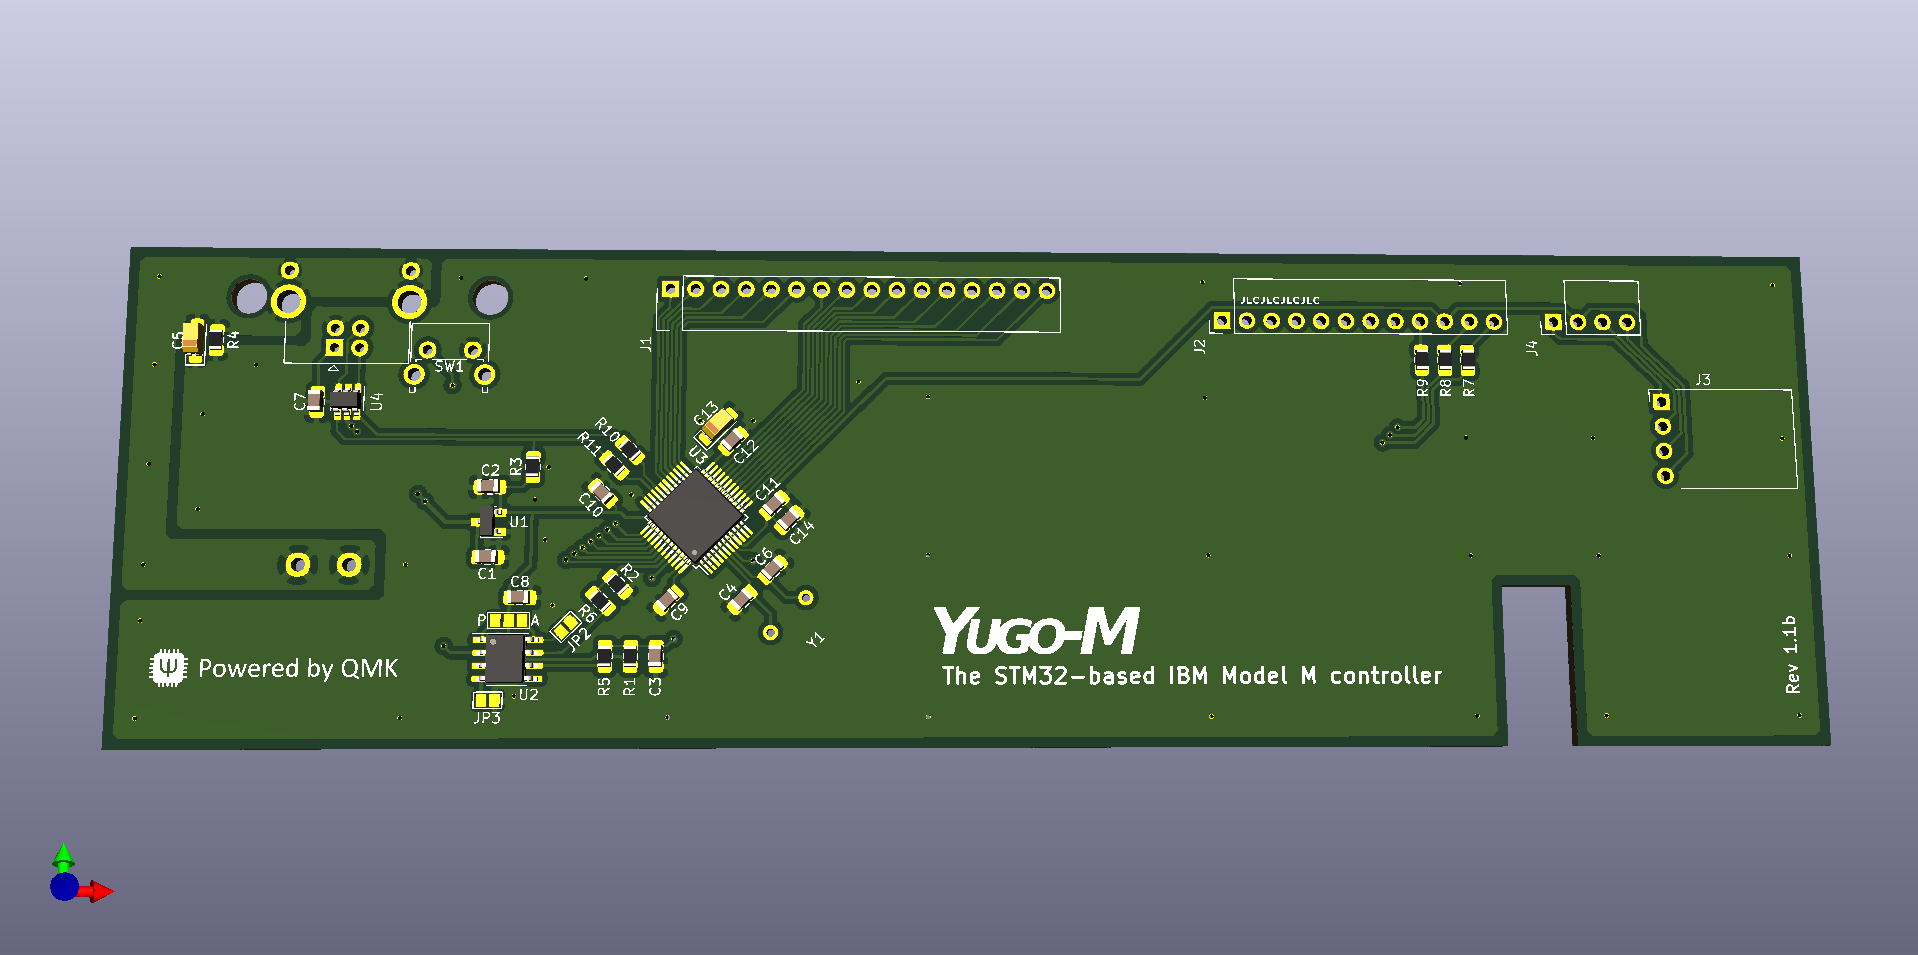 J1
JLCJLCJLCJLC
J2
J4
J3
C5
R4
SW1
C7
U4
R9
R8
R7
C13
C12
R10
R11
U3
C2
R3
C10
C11
C14
U1
C1
C6
C8
R2
C4
C9
R6
P
A
JP2
Y1
U2
R5
R1
C3
JP3
Powered by QMK
YUGO-M
The STM32-based IBM Model M controller
Rev 1.1b